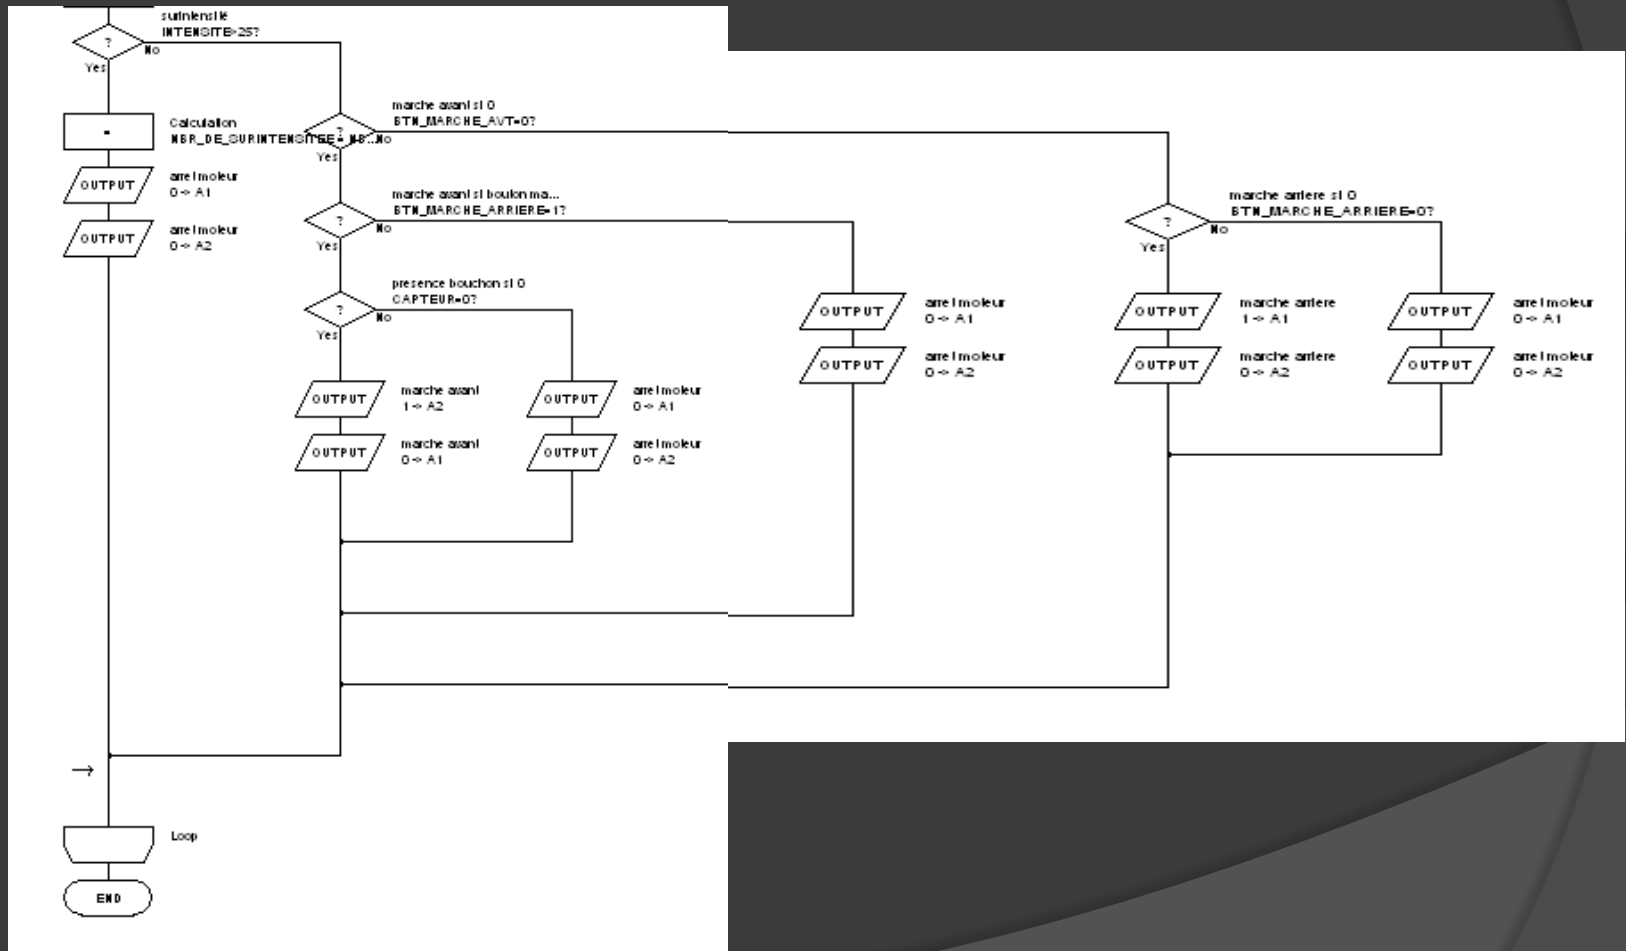 surintensité
INTENSITE>25?
?
No
Yes
Calculation
=
marche avant si 0
BTN_MARCHE_AVT=0?
?
No
Yes
OUTPUT
arret moteur
0 -> A1
OUTPUT
arret moteur
0 -> A2
marche avant si bouton ma...
BTN_MARCHE_ARRIERE=1?
?
No
Yes
marche arriere si 0
BTN_MARCHE_ARRIERE=0?
?
No
Yes
presence bouchon si 0
CAPTEUR=0?
?
No
Yes
OUTPUT
arret moteur
0 -> A1
OUTPUT
arret moteur
0 -> A2
OUTPUT
marche arriere
1 -> A1
OUTPUT
marche arriere
0 -> A2
OUTPUT
arret moteur
0 -> A1
OUTPUT
arret moteur
0 -> A2
OUTPUT
marche avant
1 -> A2
OUTPUT
marche avant
0 -> A1
OUTPUT
arret moteur
0 -> A1
OUTPUT
arret moteur
0 -> A2
→
Loop
END